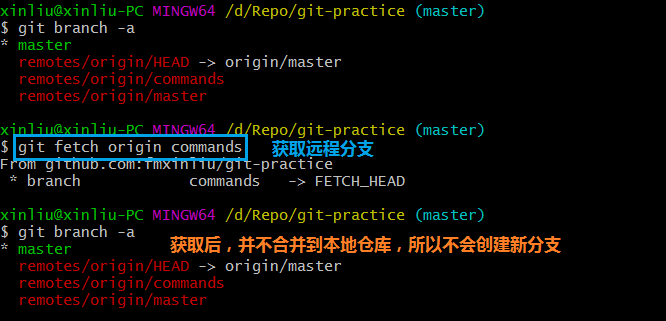 xinliu@xinliu-PC MINGW64 /d/Repo/git-practice (master)
$ git branch -a
* master
remotes/origin/HEAD -> origin/master
remotes/origin/commands
remotes/origin/master
xinliu@xinliu-PC MINGW64 /d/Repo/git-practice (master)
$ git fetch origin commands 获取远程分支
From github.com:fmxinliu/git-practice
* branch commands -> FETCH_HEAD
xinliu@xinliu-PC MINGW64 /d/Repo/git-practice (master)
$ git branch -a
* master 获取后，并不合并到本地仓库，所以不会创建新分支
remotes/origin/HEAD -> origin/master
remotes/origin/commands
remotes/origin/master